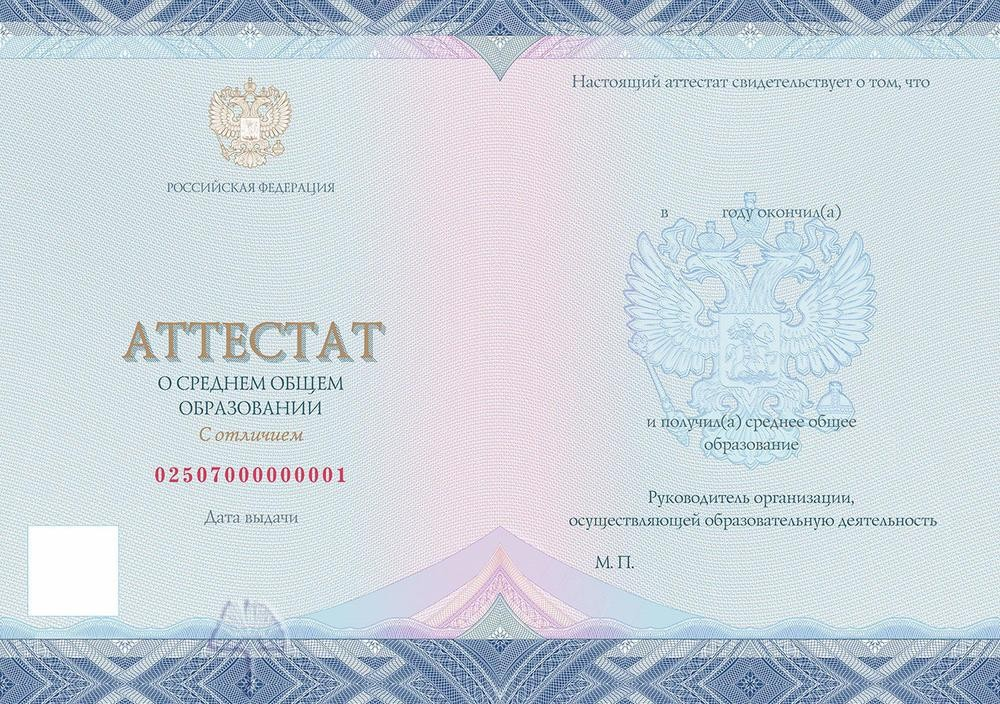 РОССИЙСКАЯ ФЕДЕРАЦИЯ
АТТЕСТАТ
О СРЕДНЕМ ОБЩЕМ
ОБРАЗОВАНИИ
С отличием
02507000000001
Дата выдачи
Настоящий аттестат свидетельствует о том, что
в году окончил(а)
и получил(а) среднее общее
образование
Руководитель организации,
осуществляющей образовательную деятельность
М. П.